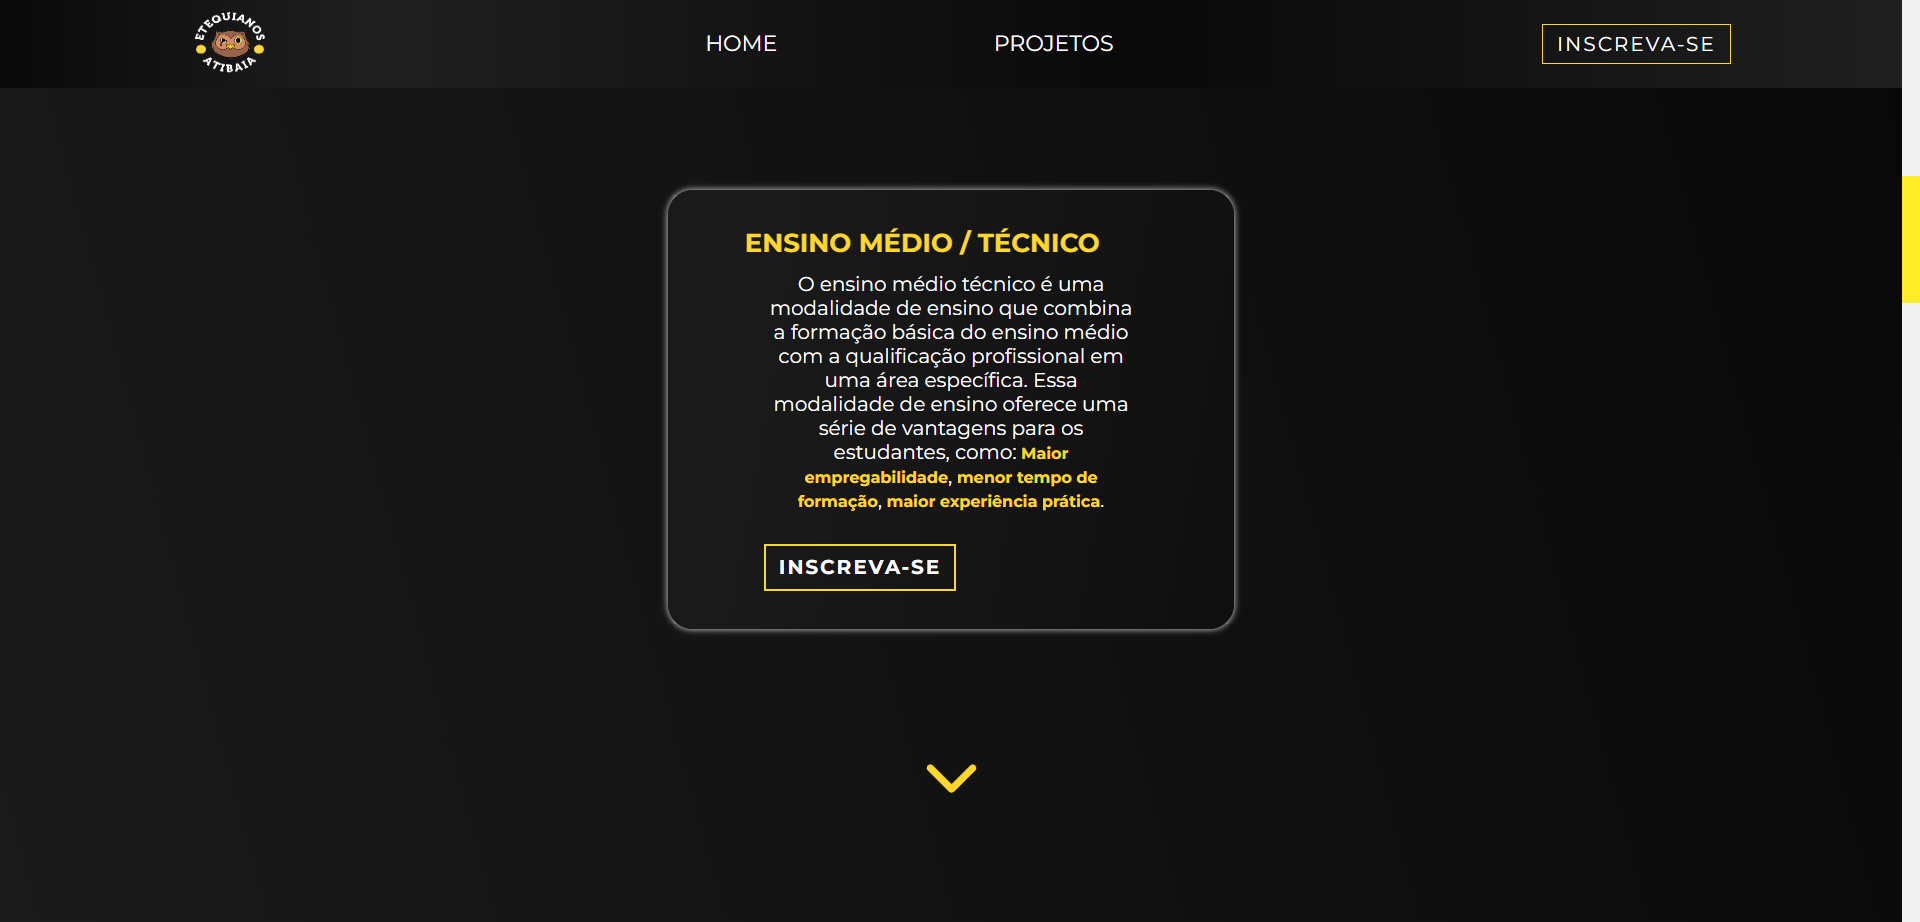 ETEQUIANOS
ATIBAIA
HOME
PROJETOS
INSCREVA-SE
ENSINO MÉDIO / TÉCNICO
O ensino médio técnico é uma
modalidade de ensino que combina
a formação básica do ensino médio
com a qualificação profissional em
uma área específica. Essa
modalidade de ensino oferece uma
série de vantagens para os
estudantes, como: Maior
empregabilidade, menor tempo de
formação, maior experiência prática.
INSCREVA-SE